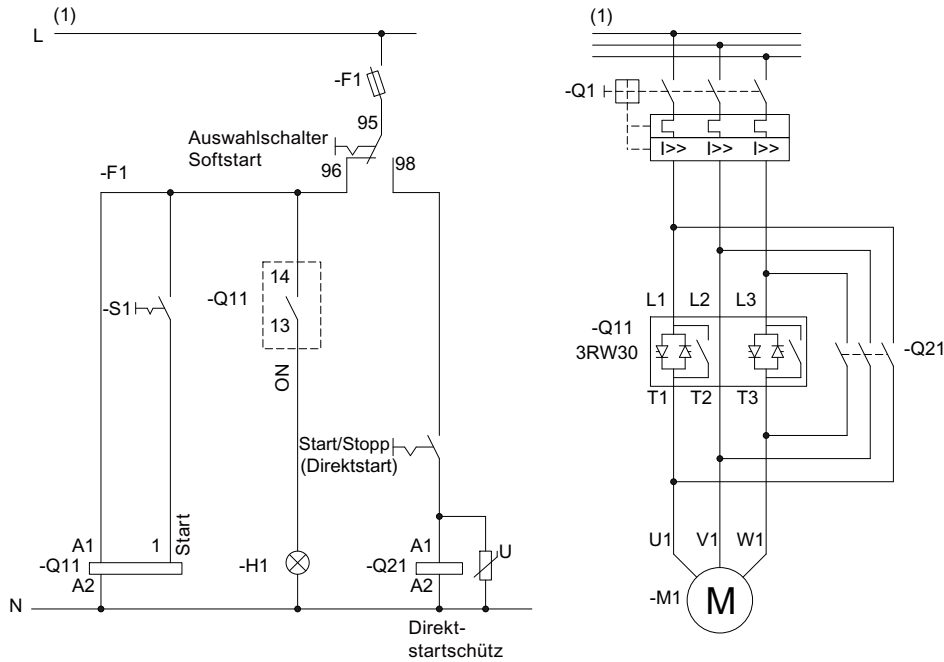 (1)
L
-F1
95
Auswahlschalter
Softstart
96
98
-F1
14
-Q11
13
-S1
ON
Start/Stopp
(Direktstart)
Start
A1
1
-Q11
A2
-H1
A1
-Q21
A2
U
N
Direkt-
startschütz
(1)
-Q1
I>> I>> I>>
L1 L2 L3
-Q11
3RW30
-Q21
T1 T2 T3
U1 V1 W1
-M1
M